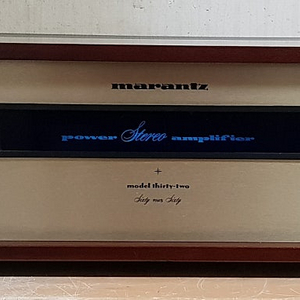 marantz
power Stereo amplifier
model thirty-two
Sixty over Sixty